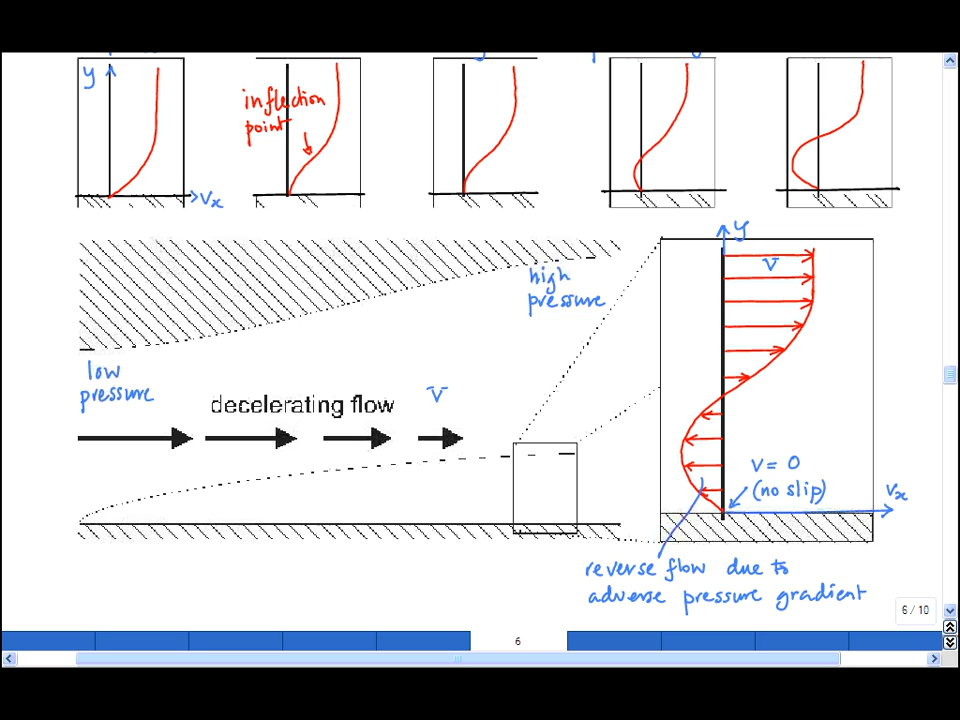 y
inflection
point
vₓ
y
V
high
pressure
low
pressure
decelerating flow
V
v = 0
(no slip)
vₓ
reverse flow due to
adverse pressure gradient
6 / 10
6